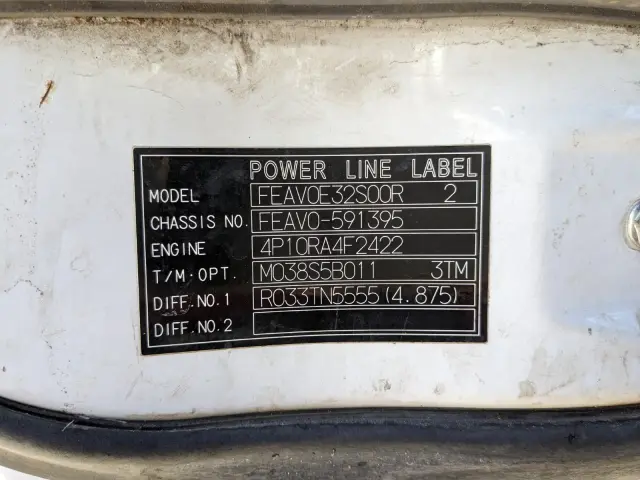 POWER LINE LABEL
MODEL FEAV0E32S00R 2
CHASSIS NO. FEAV0-591395
ENGINE 4P10RA4F2422
T/M·OPT. M038S5B011 3TM
DIFF.NO.1 R033TN5555(4.875)
DIFF.NO.2